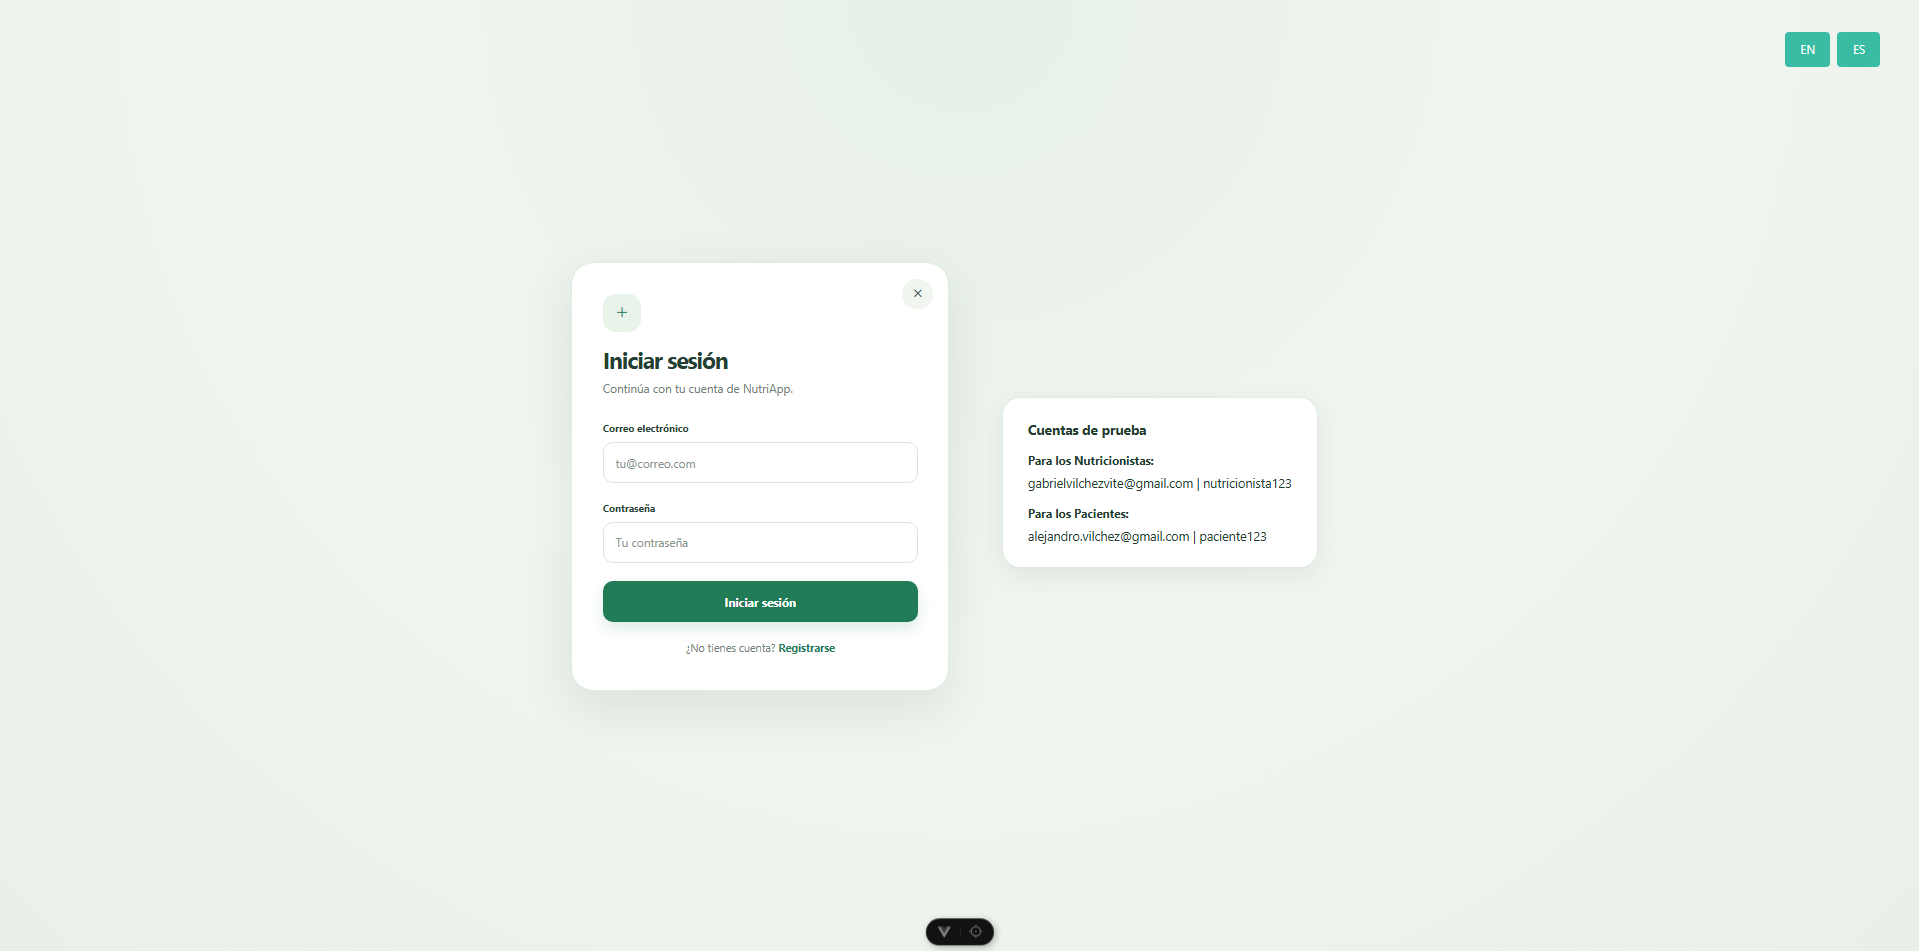 EN
ES
Iniciar sesión
Continúa con tu cuenta de NutriApp.
Correo electrónico
tu@correo.com
Contraseña
Tu contraseña
Iniciar sesión
¿No tienes cuenta? Registrarse
Cuentas de prueba
Para los Nutricionistas:
gabrielvilchezvite@gmail.com | nutricionista123
Para los Pacientes:
alejandro.vilchez@gmail.com | paciente123